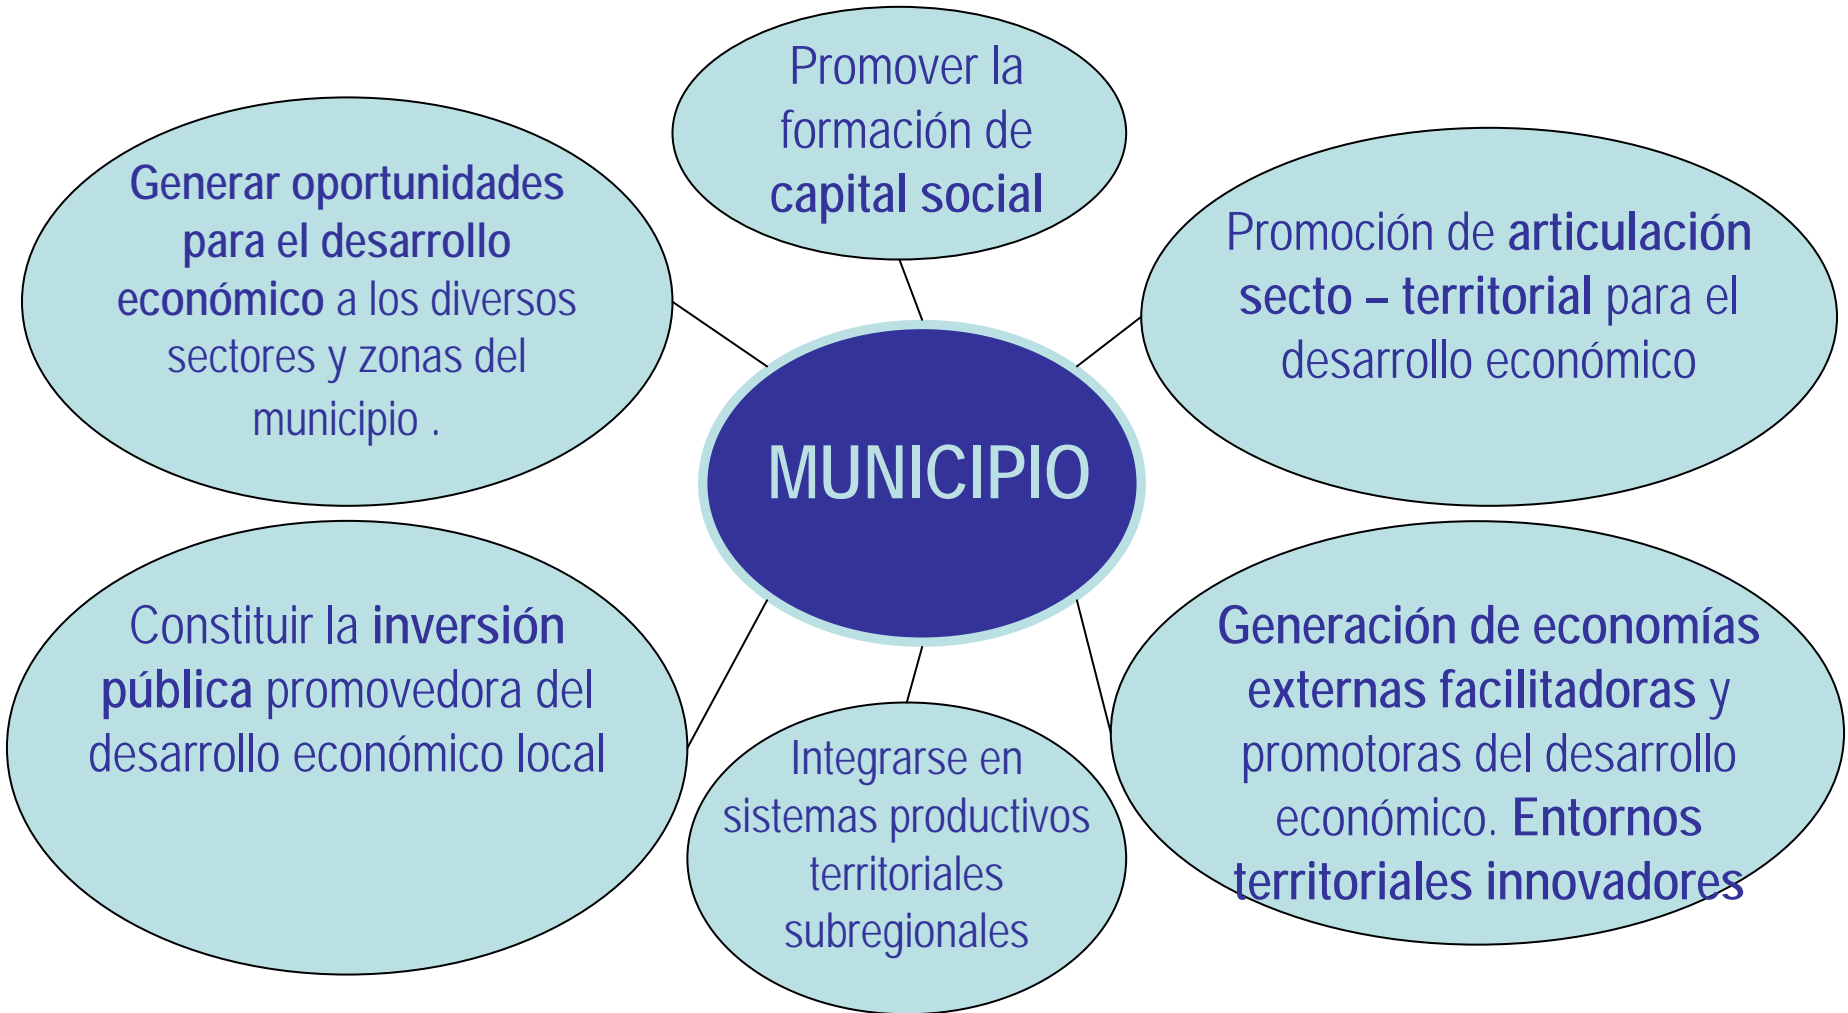 Promover la
formación de
capital social
Generar oportunidades
para el desarrollo
económico a los diversos
sectores y zonas del
municipio .
Promoción de articulación
secto – territorial para el
desarrollo económico
MUNICIPIO
Constituir la inversión
pública promovedora del
desarrollo económico local
Integrarse en
sistemas productivos
territoriales
subregionales
Generación de economías
externas facilitadoras y
promotoras del desarrollo
económico. Entornos
territoriales innovadores